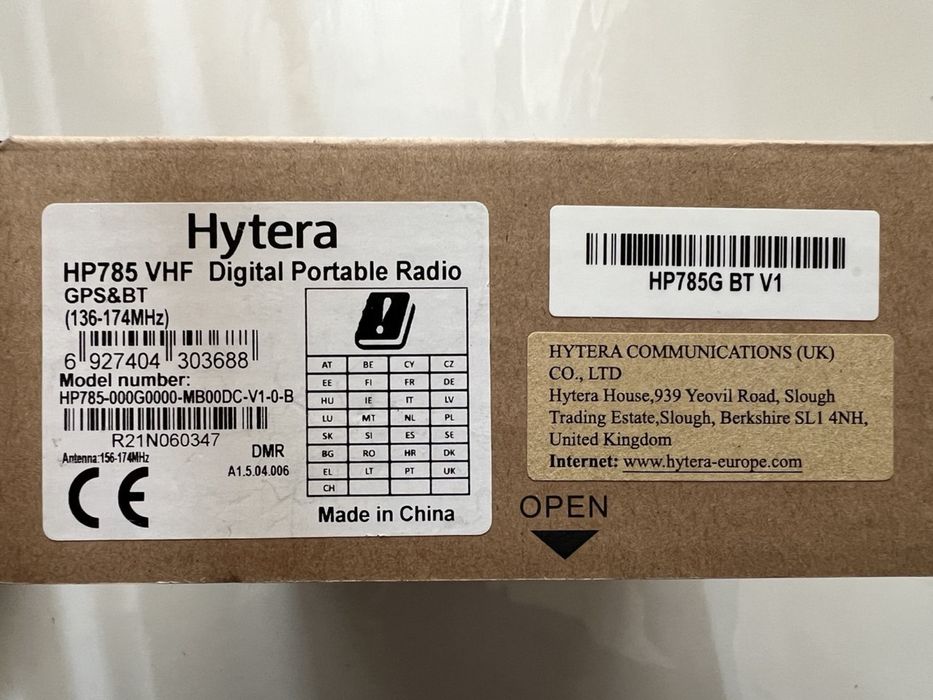 Hytera
HP785 VHF Digital Portable Radio
GPS&BT
(136-174MHz)
6 927404 303688
Model number:
HP785-000G0000-MB00DC-V1-0-B
R21N060347
Antenna:156-174MHz
DMR
A1.5.04.006
AT BE CY CZ
EE FI FR DE
HU IE IT LV
LU MT NL PL
SK SI ES SE
BG RO HR DK
EL LT PT UK
CH
Made in China
HP785G BT V1
HYTERA COMMUNICATIONS (UK)
CO., LTD
Hytera House,939 Yeovil Road, Slough
Trading Estate,Slough, Berkshire SL1 4NH,
United Kingdom
Internet: www.hytera-europe.com
OPEN